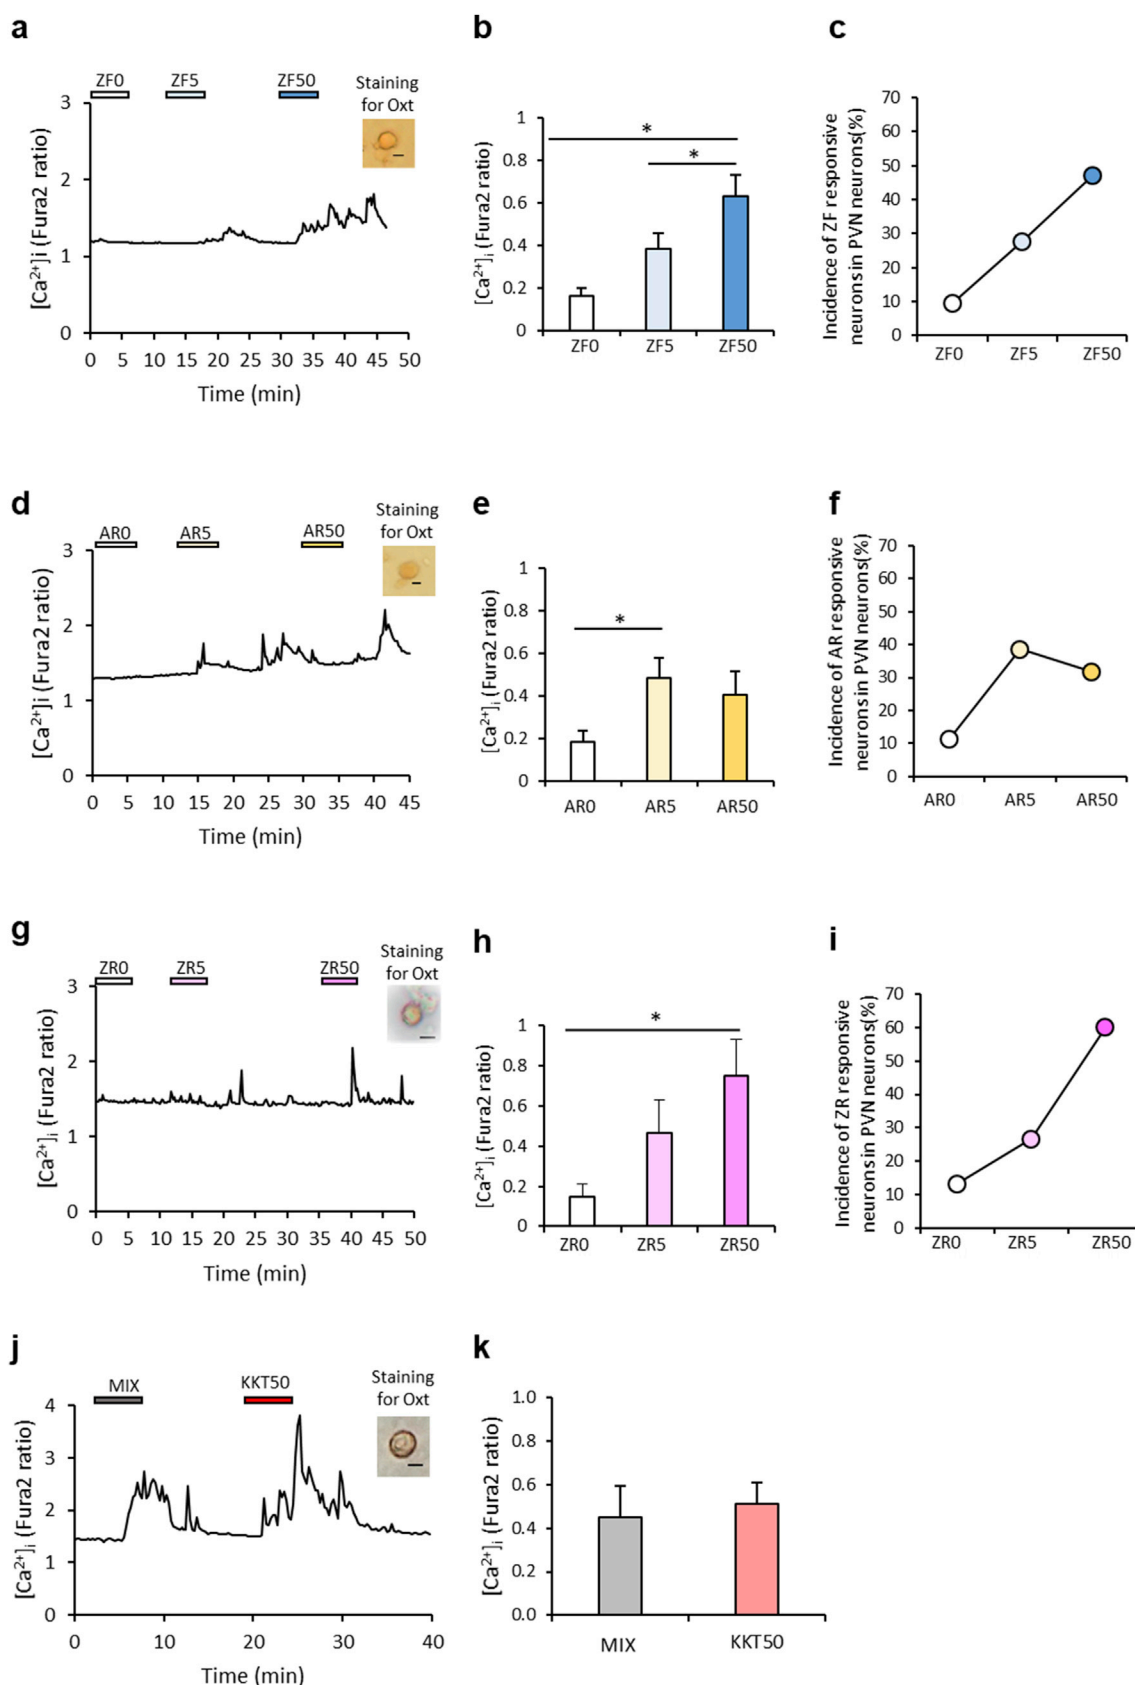 a
ZF0 ZF5 ZF50
Staining
for Oxt
[Ca2+]i (Fura2 ratio)
3
2
1
0
0 5 10 15 20 25 30 35 40 45 50
Time (min)
b
*
*
[Ca2+]i (Fura2 ratio)
1
0.8
0.6
0.4
0.2
0
ZF0 ZF5 ZF50
c
Incidence of ZF responsive
neurons in PVN neurons(%)
70
60
50
40
30
20
10
0
ZF0 ZF5 ZF50
d
AR0 AR5 AR50
Staining
for Oxt
[Ca2+]i (Fura2 ratio)
3
2
1
0
0 5 10 15 20 25 30 35 40 45
Time (min)
e
*
[Ca2+]i (Fura2 ratio)
1
0.8
0.6
0.4
0.2
0
AR0 AR5 AR50
f
Incidence of AR responsive
neurons in PVN neurons(%)
70
60
50
40
30
20
10
0
AR0 AR5 AR50
g
ZR0 ZR5 ZR50
Staining
for Oxt
[Ca2+]i (Fura2 ratio)
3
2
1
0
0 5 10 15 20 25 30 35 40 45 50
Time (min)
h
*
[Ca2+]i (Fura2 ratio)
1
0.8
0.6
0.4
0.2
0
ZR0 ZR5 ZR50
i
Incidence of ZR responsive
neurons in PVN neurons(%)
70
60
50
40
30
20
10
0
ZR0 ZR5 ZR50
j
MIX KKT50
Staining
for Oxt
[Ca2+]i (Fura2 ratio)
4
3
2
1
0
0 10 20 30 40
Time (min)
k
[Ca2+]i (Fura2 ratio)
1.0
0.8
0.6
0.4
0.2
0.0
MIX KKT50